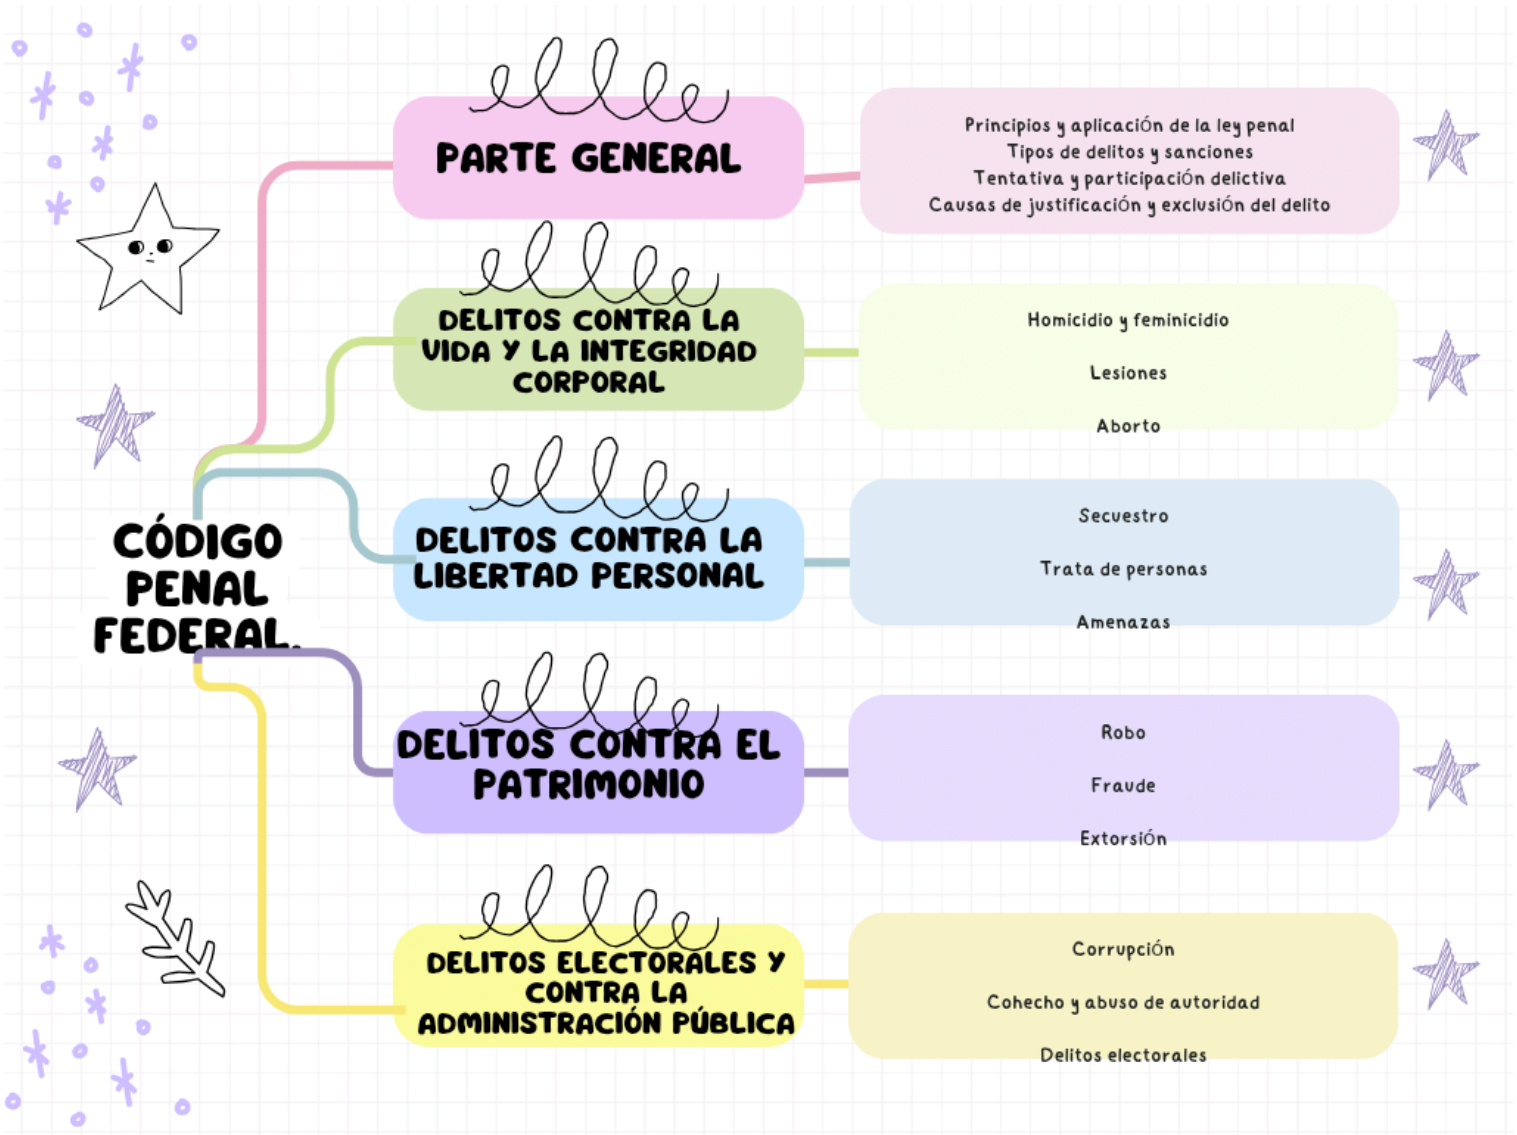 CÓDIGO
PENAL
FEDERAL.
PARTE GENERAL
Principios y aplicación de la ley penal
Tipos de delitos y sanciones
Tentativa y participación delictiva
Causas de justificación y exclusión del delito
DELITOS CONTRA LA
VIDA Y LA INTEGRIDAD
CORPORAL
Homicidio y feminicidio
Lesiones
Aborto
DELITOS CONTRA LA
LIBERTAD PERSONAL
Secuestro
Trata de personas
Amenazas
DELITOS CONTRA EL
PATRIMONIO
Robo
Fraude
Extorsión
DELITOS ELECTORALES Y
CONTRA LA
ADMINISTRACIÓN PÚBLICA
Corrupción
Cohecho y abuso de autoridad
Delitos electorales